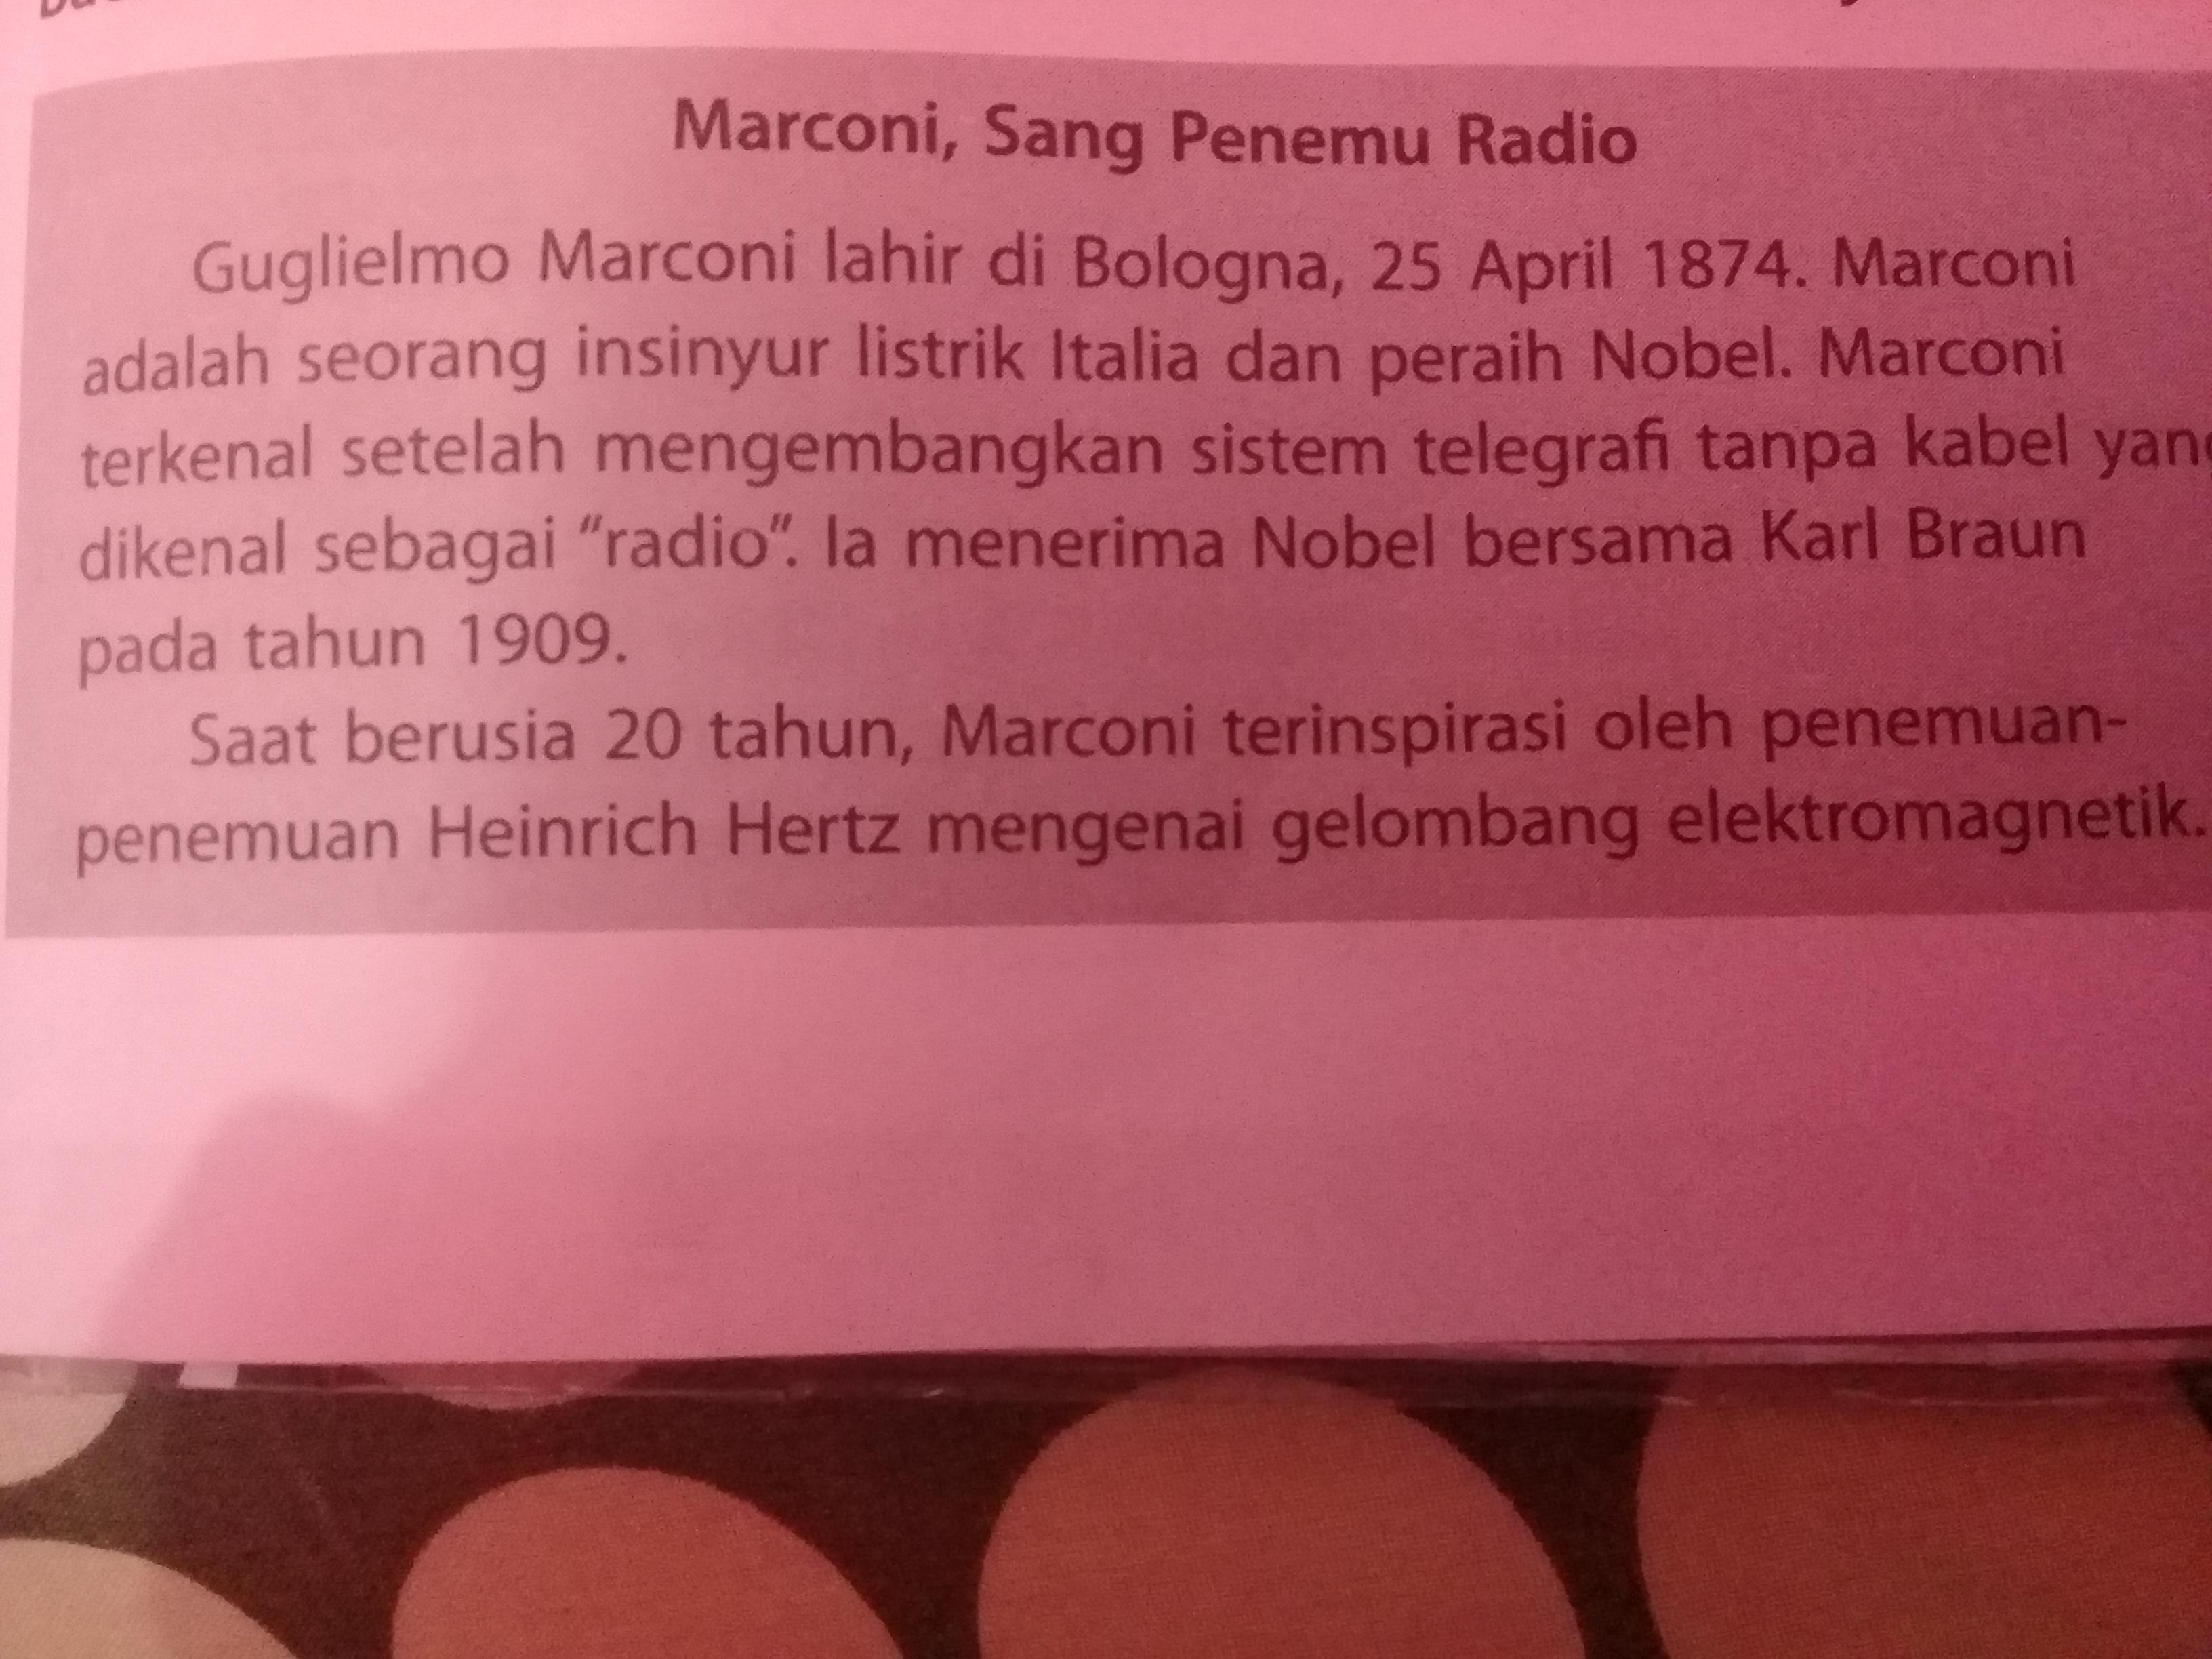 Marconi, Sang Penemu Radio
Guglielmo Marconi lahir di Bologna, 25 April 1874. Marconi
adalah seorang insinyur listrik Italia dan peraih Nobel. Marconi
terkenal setelah mengembangkan sistem telegrafi tanpa kabel yang
dikenal sebagai "radio". Ia menerima Nobel bersama Karl Braun
pada tahun 1909.
Saat berusia 20 tahun, Marconi terinspirasi oleh penemuan-
penemuan Heinrich Hertz mengenai gelombang elektromagnetik.